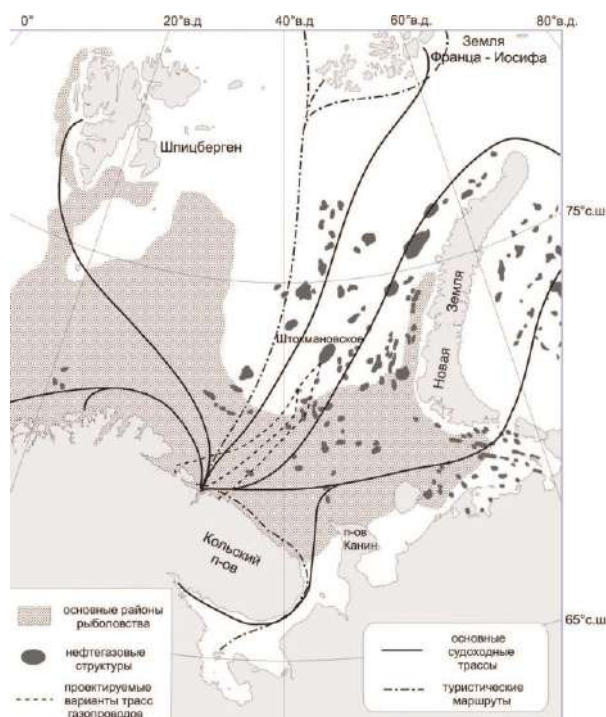 0°
20°в.д.
40°в.д.
60°в.д.
80°в.д.
Земля
Франца - Иосифа
Шпицберген
75°с.ш
Штокмановское
Новая
Земля
Кольский
п-ов
п-ов
Канин
65°с.ш
основные районы
рыболовства
нефтегазовые
структуры
проектируемые
варианты трасс
газопроводов
основные
судоходные
трассы
туристические
маршруты